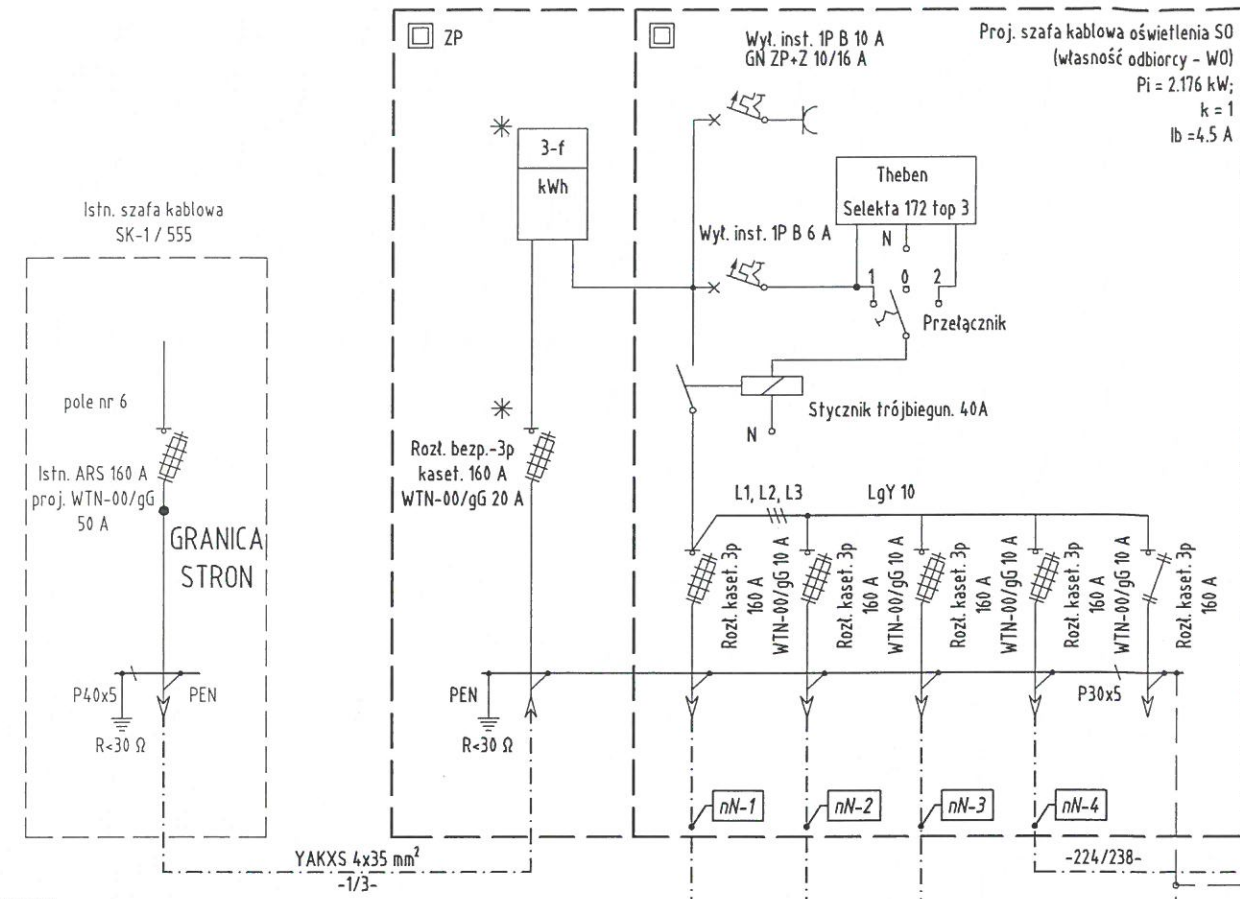 ZP
Wył. inst. 1P B 10 A
GN ZP+Z 10/16 A
Proj. szafa kablowa oświetlenia SO
(własność odbiorcy - WO)
Pi = 2.176 kW;
k = 1
Ib =4.5 A
3-f
kWh
Theben
Selekta 172 top 3
Istn. szafa kablowa
SK-1 / 555
Wył. inst. 1P B 6 A
N
1 0 2
Przełącznik
pole nr 6
Stycznik trójbiegun. 40A
N
Istn. ARS 160 A
proj. WTN-00/gG
50 A
Rozł. bezp.-3p
kaset. 160 A
WTN-00/gG 20 A
GRANICA
STRON
L1, L2, L3
LgY 10
Rozł. kaset. 3p
160 A
WTN-00/gG 10 A
Rozł. kaset. 3p
160 A
WTN-00/gG 10 A
Rozł. kaset. 3p
160 A
WTN-00/gG 10 A
Rozł. kaset. 3p
160 A
WTN-00/gG 10 A
Rozł. kaset. 3p
160 A
P40x5
PEN
R<30 Ω
PEN
R<30 Ω
P30x5
nN-1
nN-2
nN-3
nN-4
YAKXS 4x35 mm²
-1/3-
-224/238-